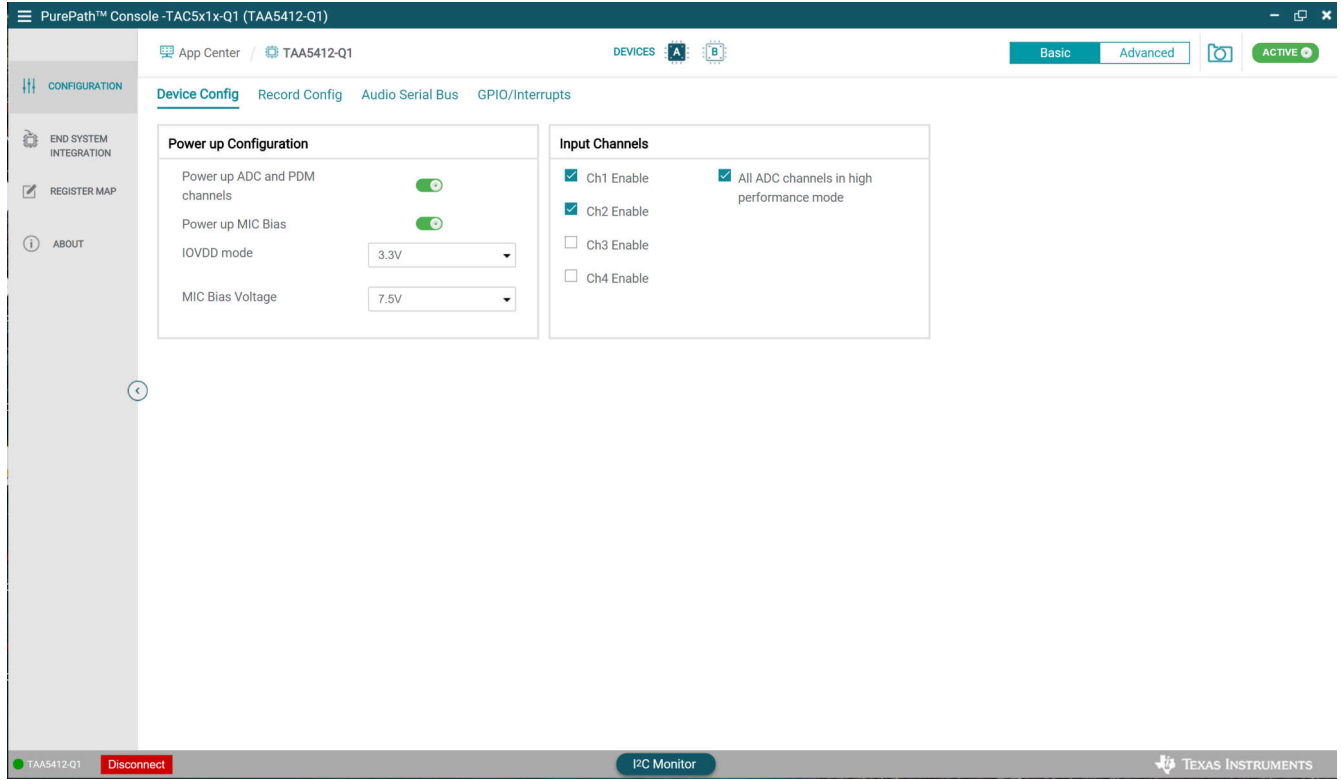 PurePath™ Console -TAC5x1x-Q1 (TAA5412-Q1)
App Center / TAA5412-Q1
DEVICES A B
Basic Advanced
ACTIVE
CONFIGURATION
END SYSTEM
INTEGRATION
REGISTER MAP
ABOUT
Device Config Record Config Audio Serial Bus GPIO/Interrupts
Power up Configuration
Power up ADC and PDM
channels
Power up MIC Bias
IOVDD mode 3.3V
MIC Bias Voltage 7.5V
Input Channels
Ch1 Enable
Ch2 Enable
Ch3 Enable
Ch4 Enable
All ADC channels in high
performance mode
TAA5412-Q1 Disconnect
I²C Monitor
TEXAS INSTRUMENTS